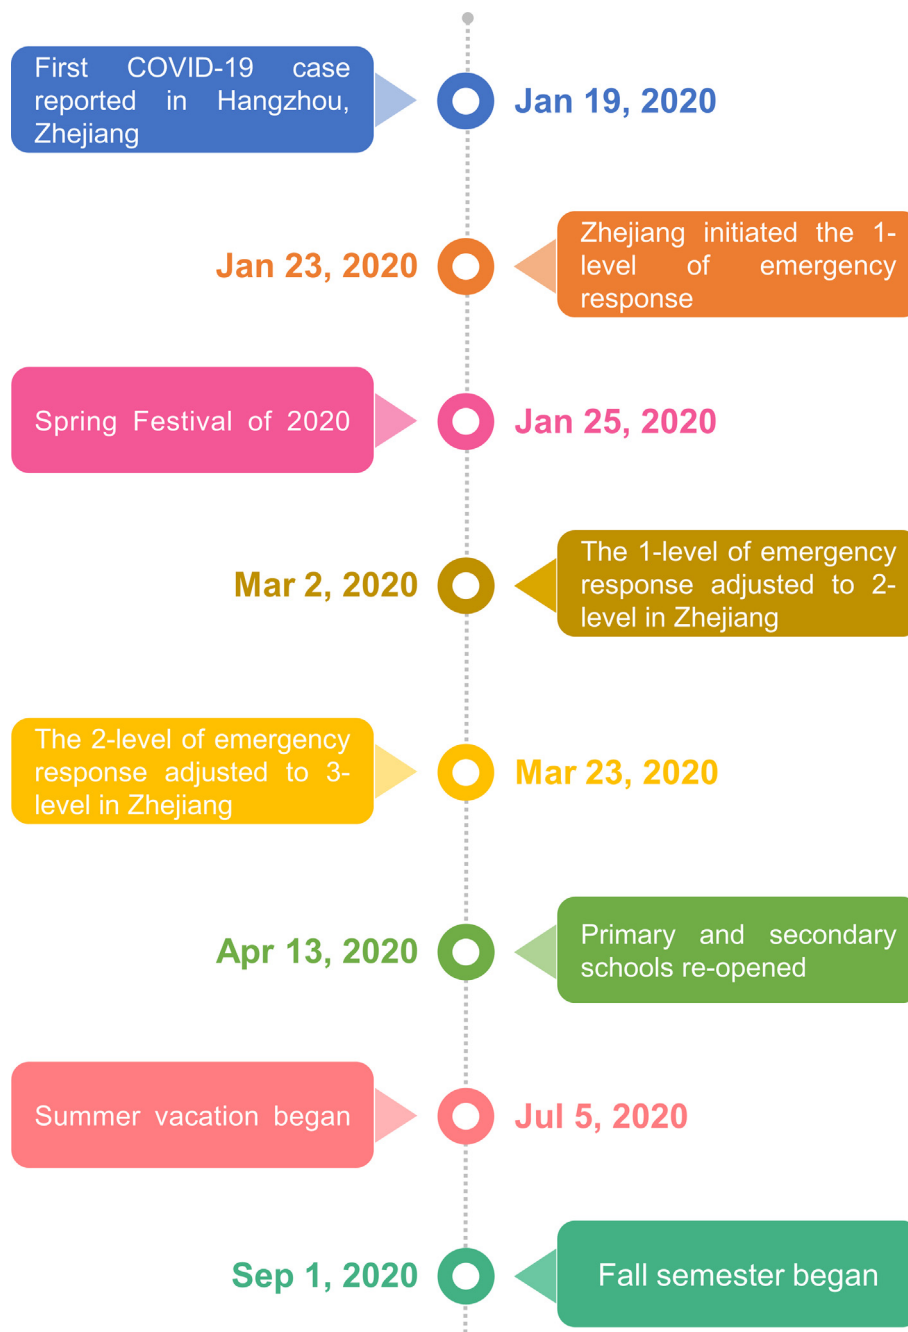 First COVID-19 case
reported in Hangzhou,
Zhejiang
Jan 19, 2020
Jan 23, 2020
Zhejiang initiated the 1-
level of emergency
response
Spring Festival of 2020
Jan 25, 2020
Mar 2, 2020
The 1-level of emergency
response adjusted to 2-
level in Zhejiang
The 2-level of emergency
response adjusted to 3-
level in Zhejiang
Mar 23, 2020
Apr 13, 2020
Primary and secondary
schools re-opened
Summer vacation began
Jul 5, 2020
Sep 1, 2020
Fall semester began